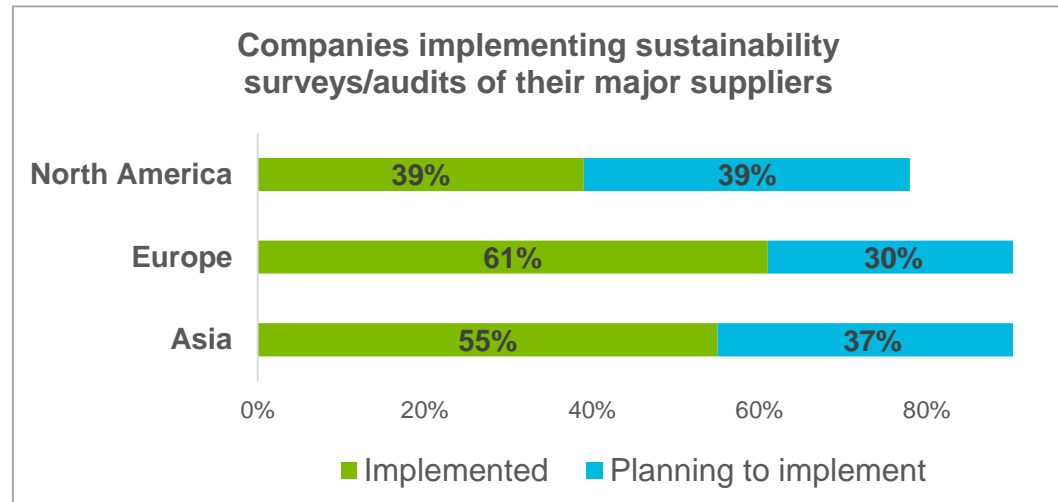 Companies implementing sustainability
surveys/audits of their major suppliers
North America
39%
39%
Europe
61%
30%
Asia
55%
37%
0%
20%
40%
60%
80%
Implemented
Planning to implement